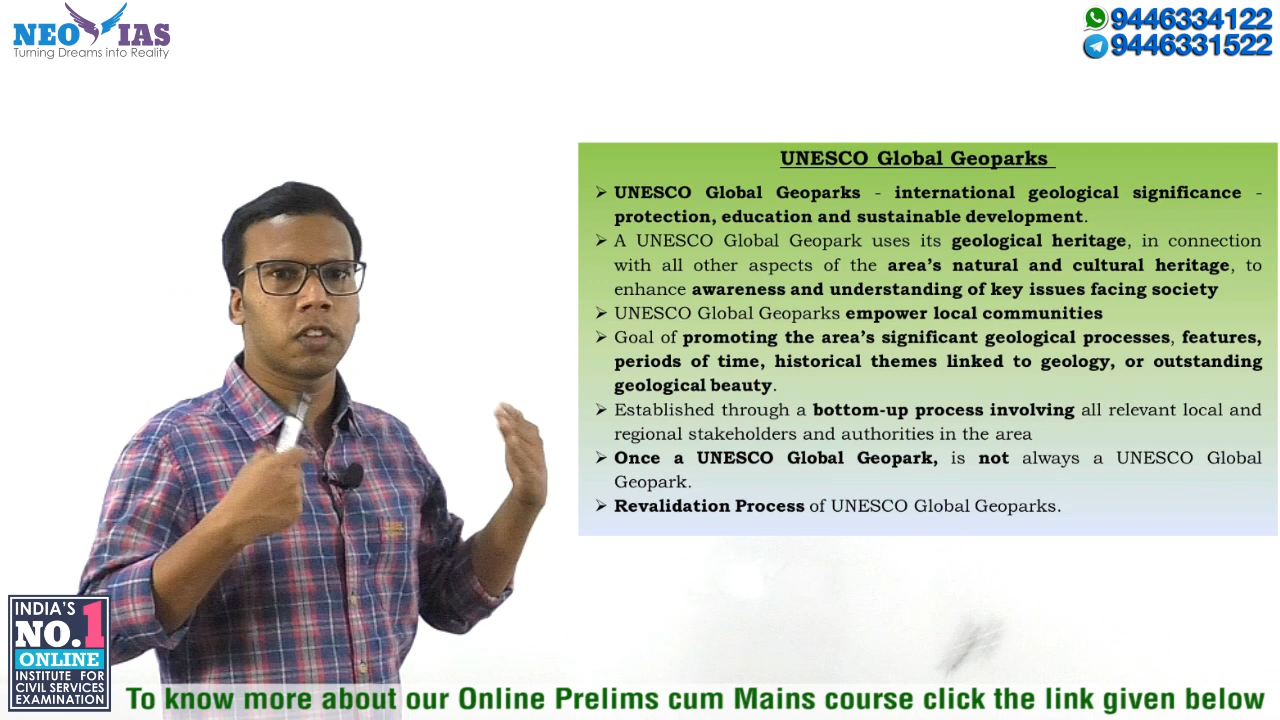 NEO IAS
Turning Dreams into Reality
9446334122
9446331522
UNESCO Global Geoparks
➢ UNESCO Global Geoparks - international geological significance -
protection, education and sustainable development.
➢ A UNESCO Global Geopark uses its geological heritage, in connection
with all other aspects of the area's natural and cultural heritage, to
enhance awareness and understanding of key issues facing society
➢ UNESCO Global Geoparks empower local communities
➢ Goal of promoting the area's significant geological processes, features,
periods of time, historical themes linked to geology, or outstanding
geological beauty.
➢ Established through a bottom-up process involving all relevant local and
regional stakeholders and authorities in the area
➢ Once a UNESCO Global Geopark, is not always a UNESCO Global
Geopark.
➢ Revalidation Process of UNESCO Global Geoparks.
INDIA'S
NO.1
ONLINE
INSTITUTE FOR
CIVIL SERVICES
EXAMINATION
To know more about our Online Prelims cum Mains course click the link given below